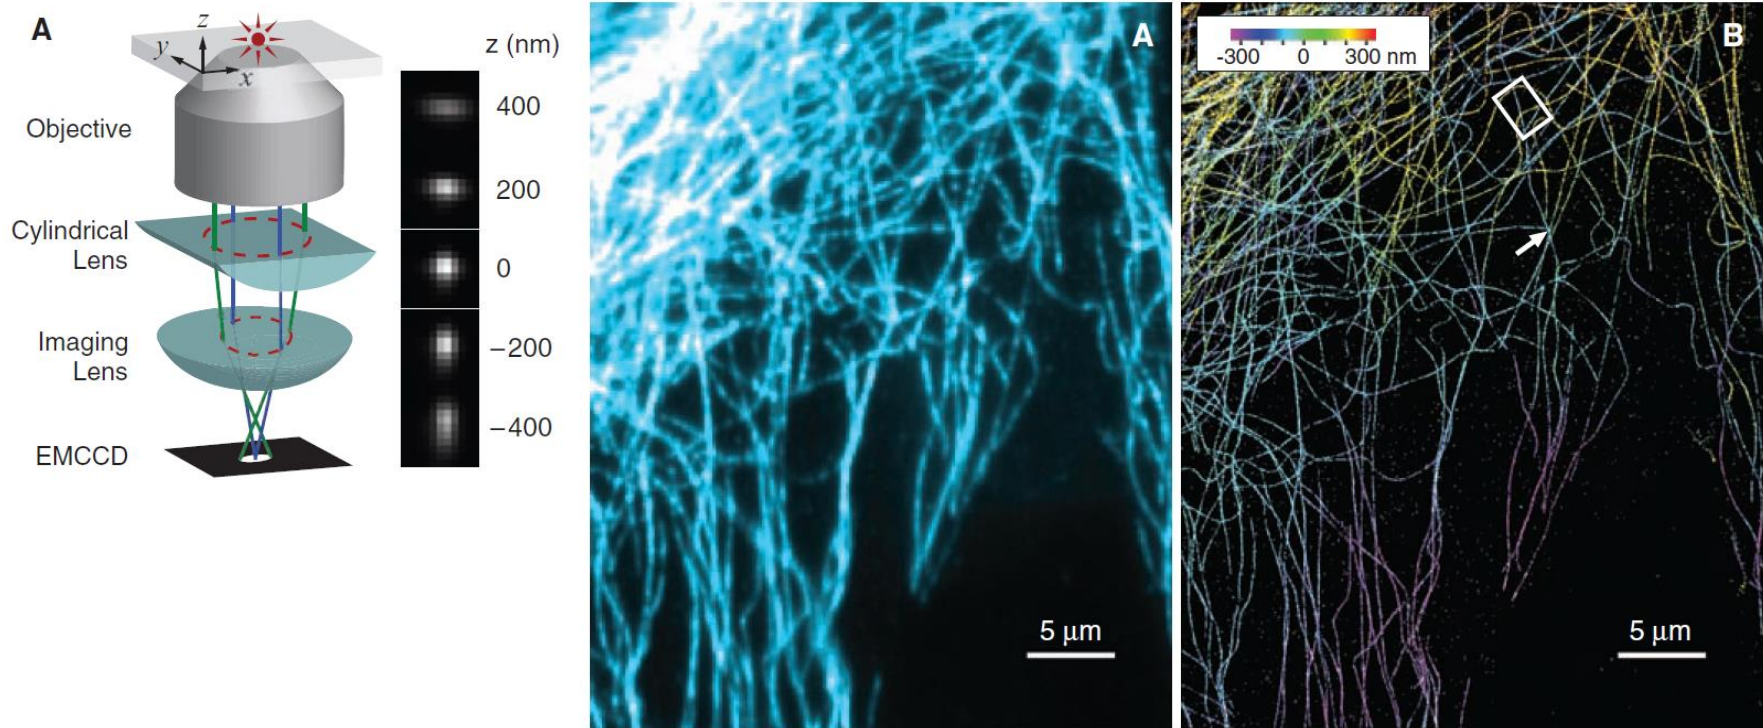 A
z
y
x
z (nm)
400
Objective
200
Cylindrical
Lens
0
Imaging
Lens
−200
−400
EMCCD
A
5 μm
-300 0 300 nm
B
5 μm